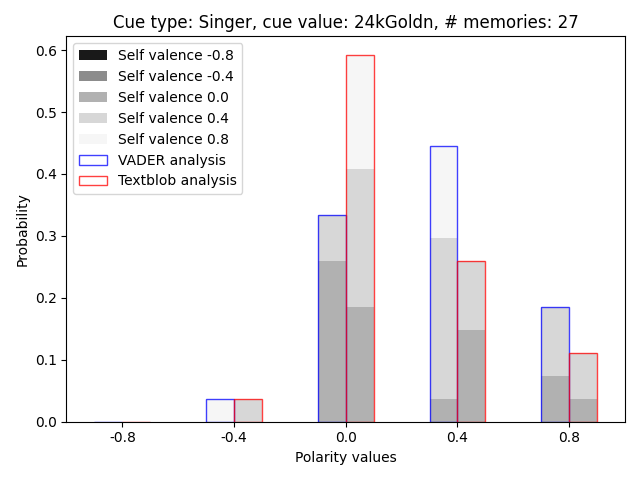 Cue type: Singer, cue value: 24kGoldn, # memories: 27
Self valence -0.8
Self valence -0.4
Self valence 0.0
Self valence 0.4
Self valence 0.8
VADER analysis
Textblob analysis
0.6
0.5
0.4
0.3
0.2
0.1
0.0
Probability
-0.8 -0.4 0.0 0.4 0.8
Polarity values